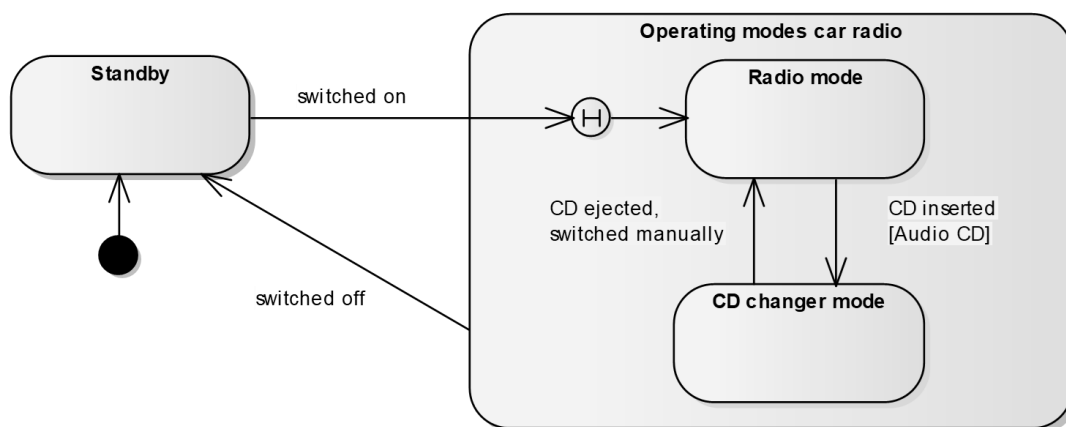 Operating modes car radio
Standby
Radio mode
switched on
H
CD ejected,
switched manually
CD inserted
[Audio CD]
switched off
CD changer mode